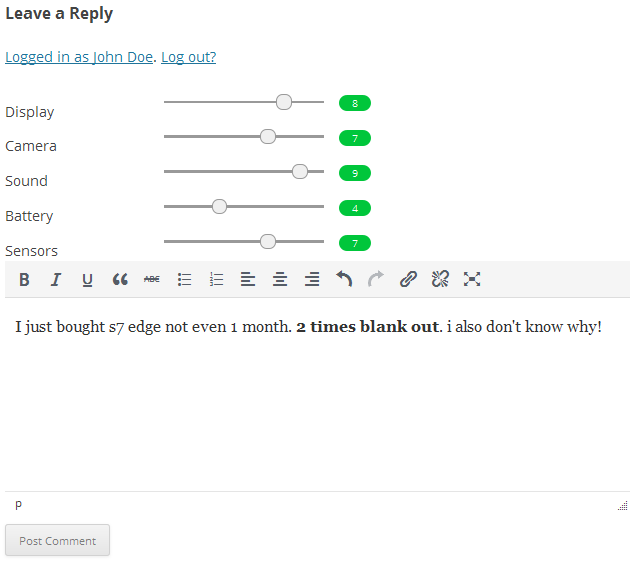 Leave a Reply
Logged in as John Doe. Log out?
Display 8
Camera 7
Sound 9
Battery 4
Sensors 7
B I U “ ABC
I just bought s7 edge not even 1 month. 2 times blank out. i also don't know why!
p
Post Comment